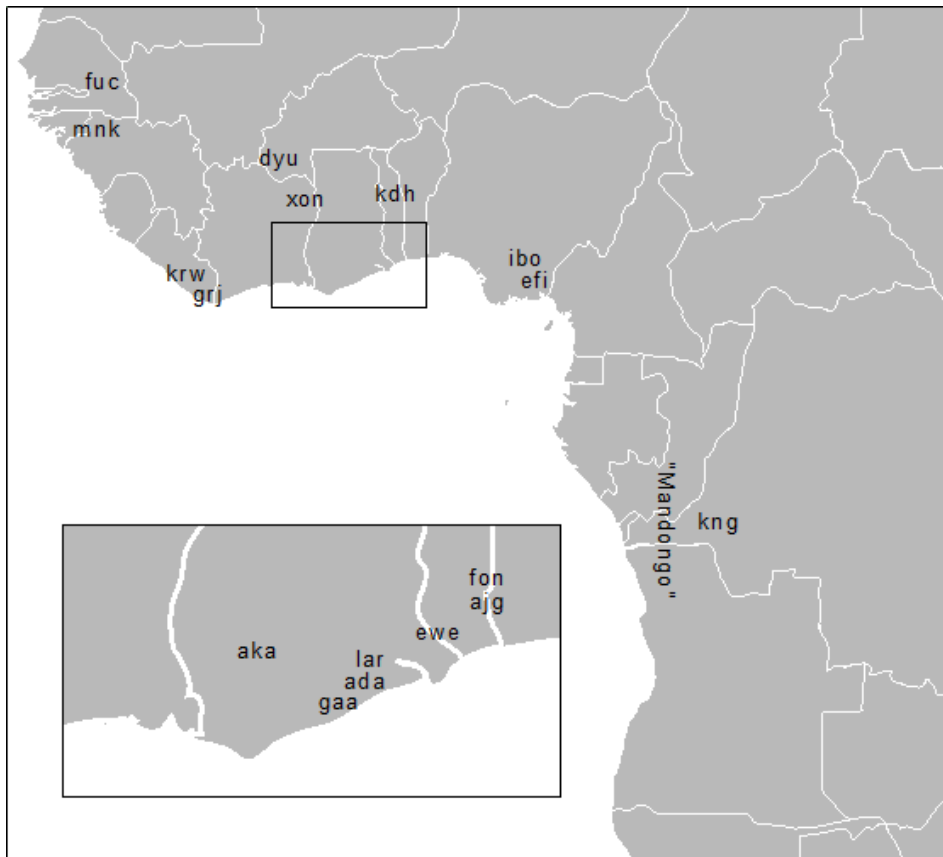 fuc
mnk
dyu
xon
kdh
krw
grj
ibo
efi
"Mandongo"
kng
fon
ajg
ewe
aka
lar
ada
gaa